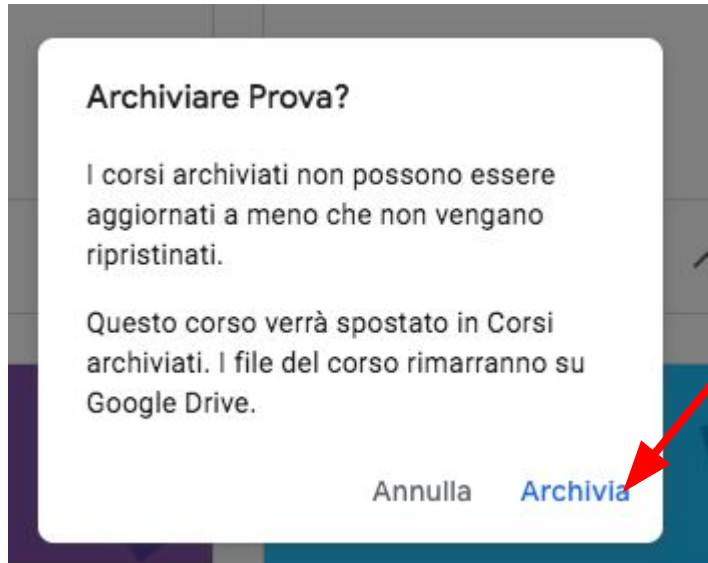 Archiviare Prova?
I corsi archiviati non possono essere
aggiornati a meno che non vengano
ripristinati.
Questo corso verrà spostato in Corsi
archiviati. I file del corso rimarranno su
Google Drive.
Annulla Archivia